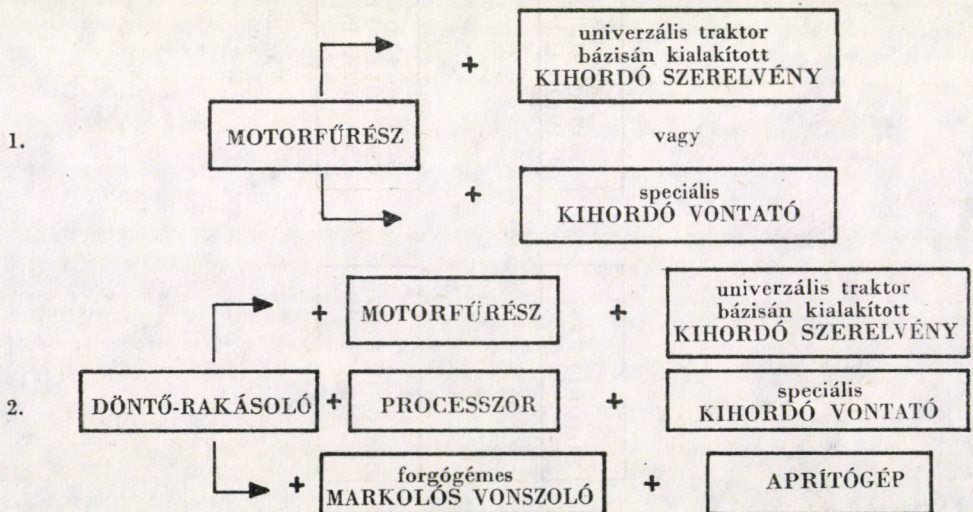 univerzális traktor
bázisán kialakított
+ KIHORDÓ SZERELVÉNY
1. MOTORFŰRÉSZ vagy
+ speciális
KIHORDÓ VONTATÓ
univerzális traktor
bázisán kialakított
+ MOTORFŰRÉSZ + KIHORDÓ SZERELVÉNY
2. DÖNTŐ-RAKÁSOLÓ + PROCESSZOR + speciális
KIHORDÓ VONTATÓ
+ forgógémes
MARKOLÓS VONSZOLÓ + APRÍTÓGÉP